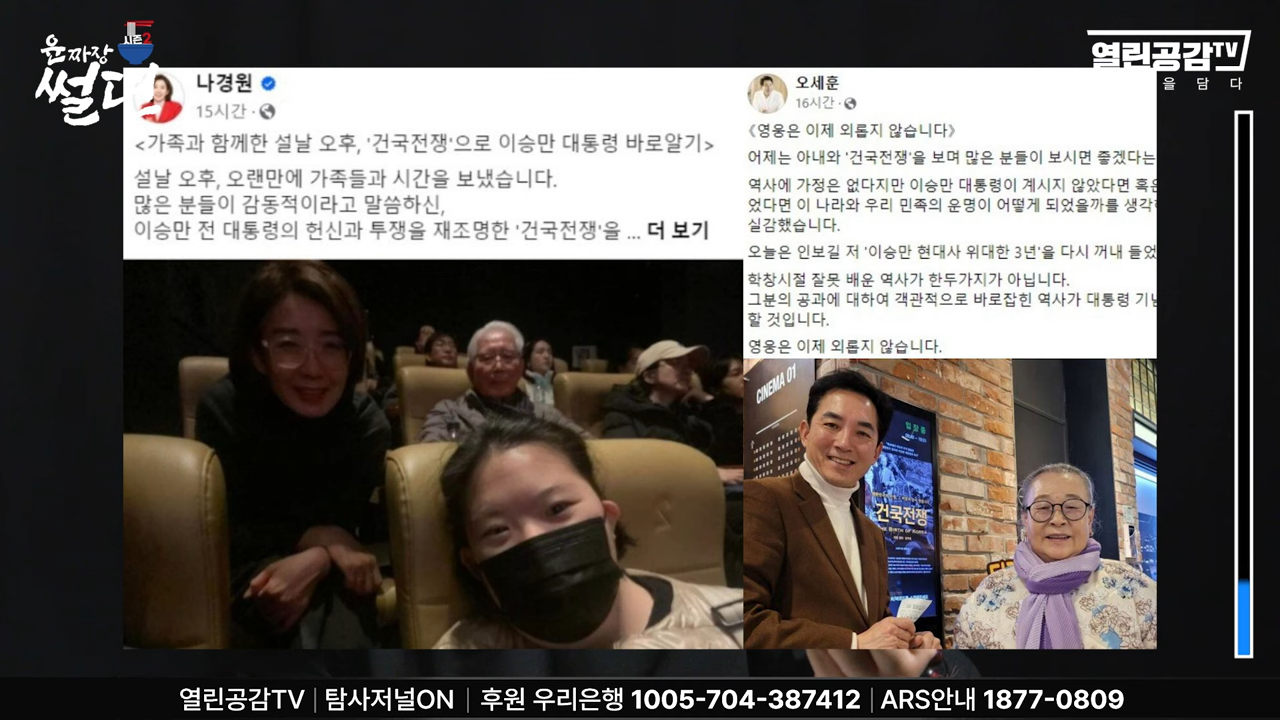 윤짜장
시즌2
썰다
열린공감TV
을 담 다
나경원
15시간 ·
<가족과 함께한 설날 오후, '건국전쟁'으로 이승만 대통령 바로알기>
설날 오후, 오랜만에 가족들과 시간을 보냈습니다.
많은 분들이 감동적이라고 말씀하신,
이승만 전 대통령의 헌신과 투쟁을 재조명한 '건국전쟁'을 ... 더 보기
오세훈
16시간 ·
《영웅은 이제 외롭지 않습니다》
어제는 아내와 '건국전쟁'을 보며 많은 분들이 보시면 좋겠다는
역사에 가정은 없다지만 이승만 대통령이 계시지 않았다면 혹은
었다면 이 나라와 우리 민족의 운명이 어떻게 되었을까를 생각
실감했습니다.
오늘은 인보길 저 '이승만 현대사 위대한 3년'을 다시 꺼내 들었
학창시절 잘못 배운 역사가 한두가지가 아닙니다.
그분의 공과에 대하여 객관적으로 바로잡힌 역사가 대통령 기념
할 것입니다.
영웅은 이제 외롭지 않습니다.
CINEMA 01
건국전쟁
THE BIRTH OF KOREA
열린공감TV | 탐사저널ON | 후원 우리은행 1005-704-387412 | ARS안내 1877-0809